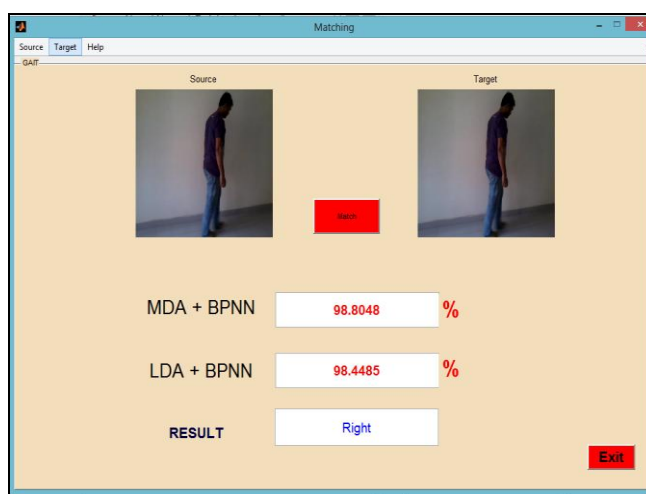 Matching
Source Target Help
GAIT
Source Target
Match
MDA + BPNN 98.8048 %
LDA + BPNN 98.4485 %
RESULT Right
Exit